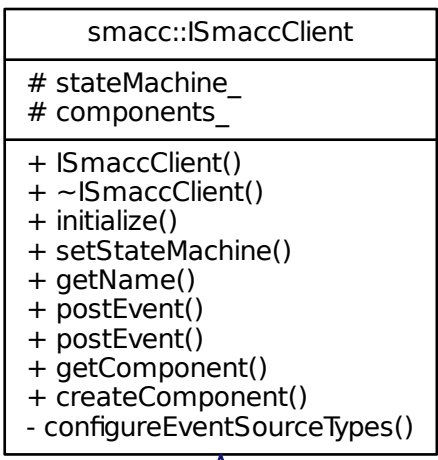 smacc::ISmaccClient
# stateMachine_
# components_
+ ISmaccClient()
+ ~ISmaccClient()
+ initialize()
+ setStateMachine()
+ getName()
+ postEvent()
+ postEvent()
+ getComponent()
+ createComponent()
- configureEventSourceTypes()